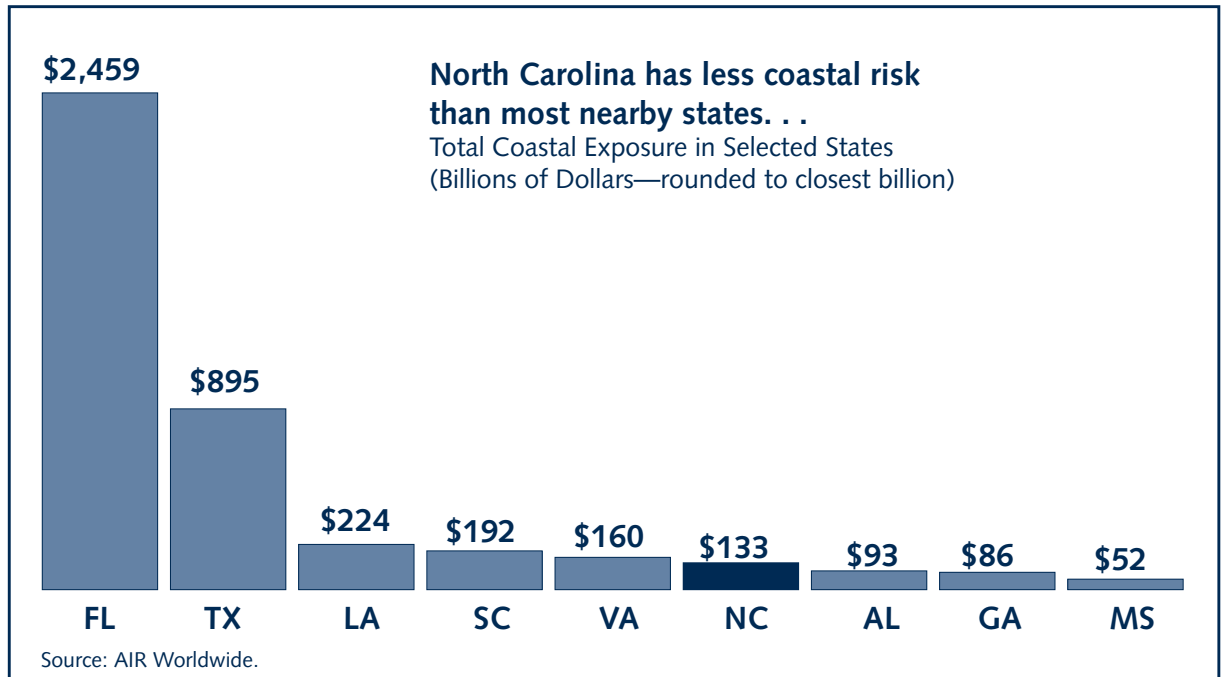 North Carolina has less coastal risk
than most nearby states. . .
Total Coastal Exposure in Selected States
(Billions of Dollars—rounded to closest billion)
$2,459
$895
$224
$192
$160
$133
$93
$86
$52
FL
TX
LA
SC
VA
NC
AL
GA
MS
Source: AIR Worldwide.